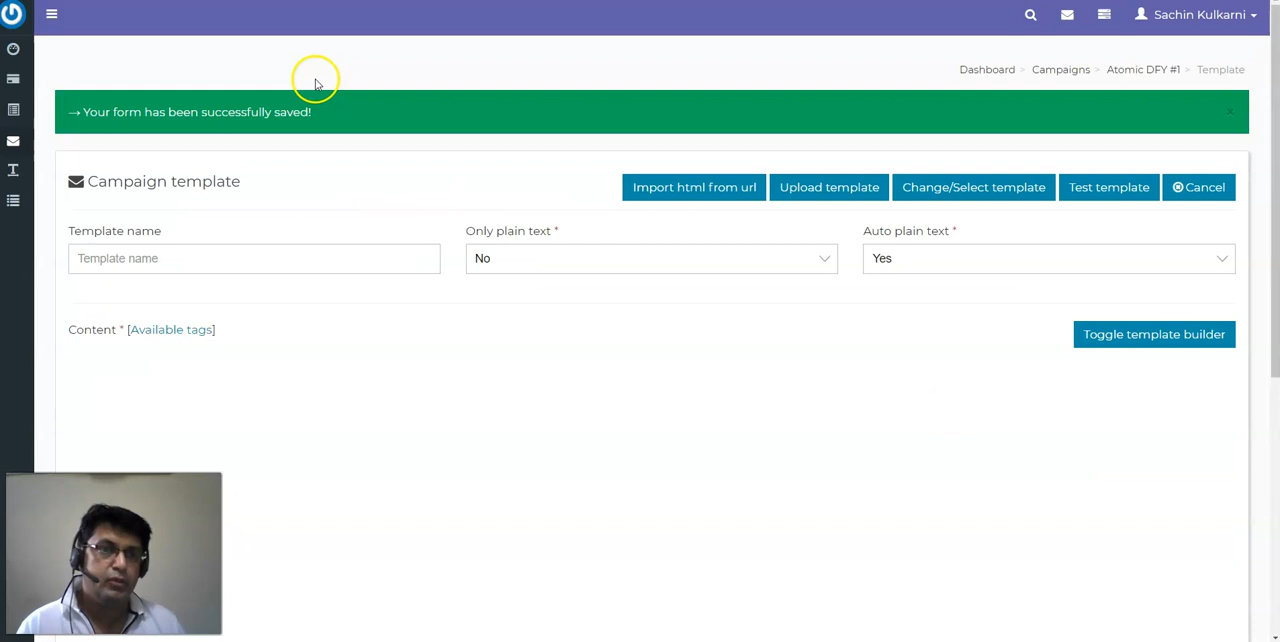 Sachin Kulkarni
Dashboard > Campaigns > Atomic DFY #1 > Template
→ Your form has been successfully saved!
x
Campaign template
Import html from url
Upload template
Change/Select template
Test template
Cancel
Template name
Only plain text *
Auto plain text *
Template name
No
Yes
Content * [Available tags]
Toggle template builder